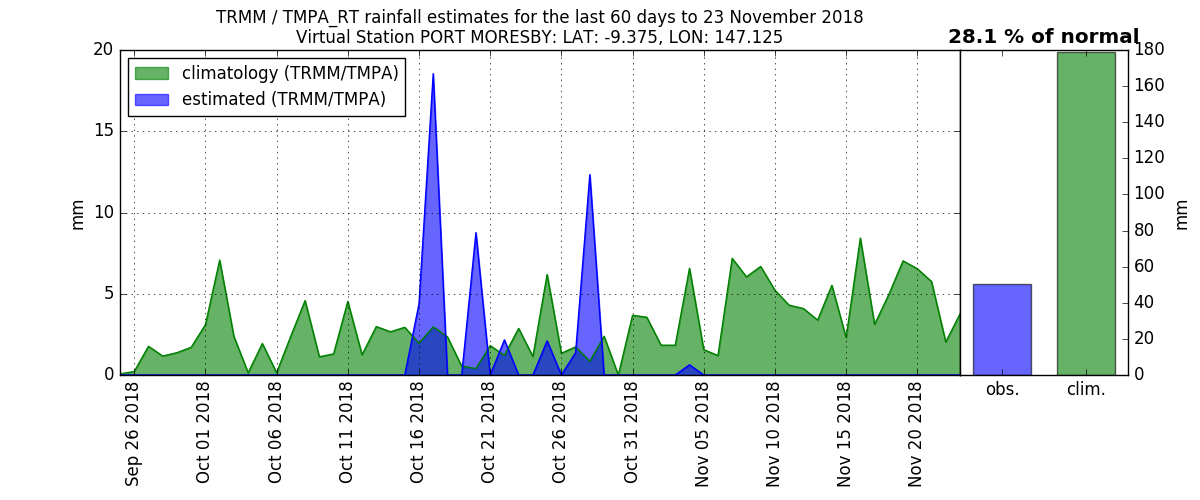 TRMM / TMPA_RT rainfall estimates for the last 60 days to 23 November 2018
Virtual Station PORT MORESBY: LAT: -9.375, LON: 147.125
28.1 % of normal
climatology (TRMM/TMPA)
estimated (TRMM/TMPA)
mm
20
15
10
5
0
Sep 26 2018
Oct 01 2018
Oct 06 2018
Oct 11 2018
Oct 16 2018
Oct 21 2018
Oct 26 2018
Oct 31 2018
Nov 05 2018
Nov 10 2018
Nov 15 2018
Nov 20 2018
obs.
clim.
180
160
140
120
100
80
60
40
20
0
mm